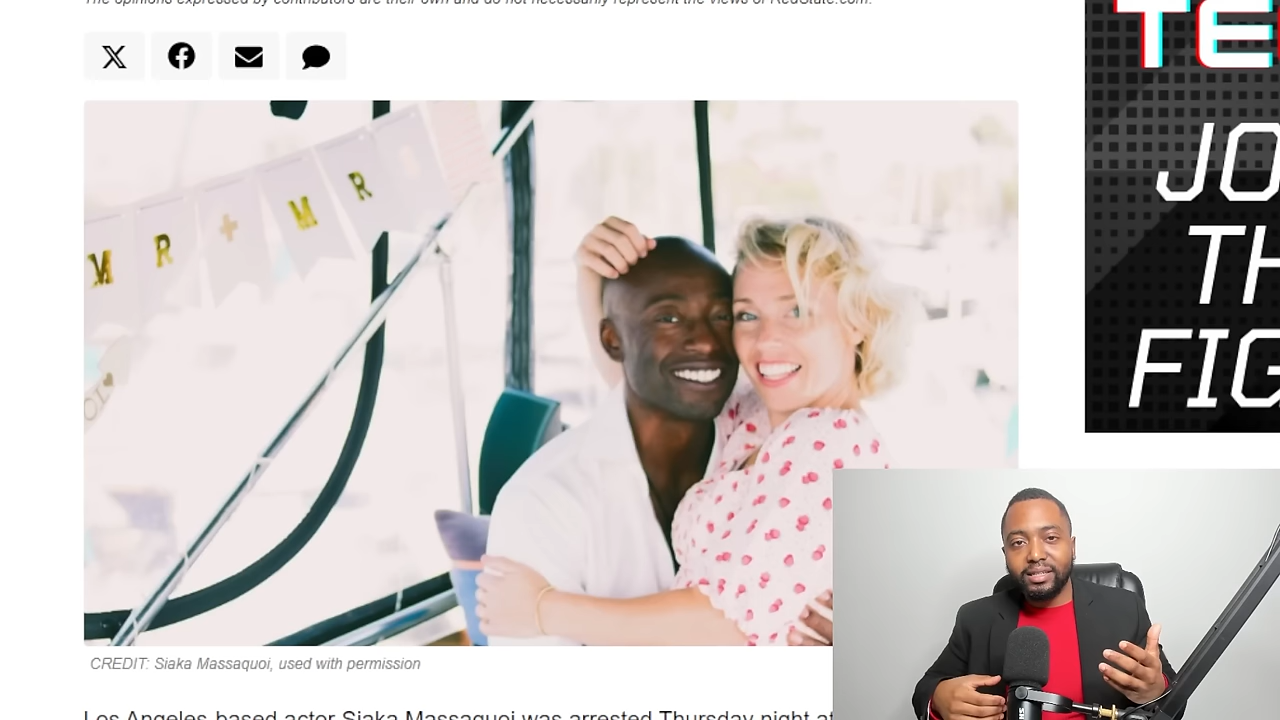 The opinions expressed by contributors are their own and do not necessarily represent the views of RedState.com.
MR + MR
CREDIT: Siaka Massaquoi, used with permission
Los Angeles-based actor Siaka Massaquoi was arrested Thursday night at
TE
JO
TH
FIG